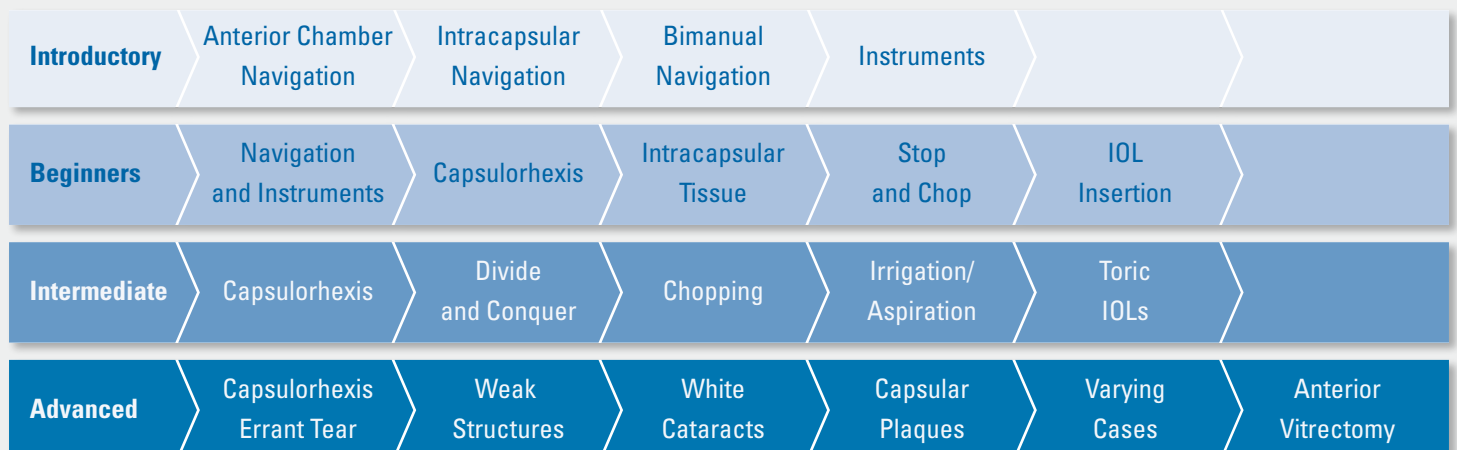 Introductory
Anterior Chamber
Navigation
Intracapsular
Navigation
Bimanual
Navigation
Instruments
Beginners
Navigation
and Instruments
Capsulorhexis
Intracapsular
Tissue
Stop
and Chop
IOL
Insertion
Intermediate
Capsulorhexis
Divide
and Conquer
Chopping
Irrigation/
Aspiration
Toric
IOLs
Advanced
Capsulorhexis
Errant Tear
Weak
Structures
White
Cataracts
Capsular
Plaques
Varying
Cases
Anterior
Vitrectomy